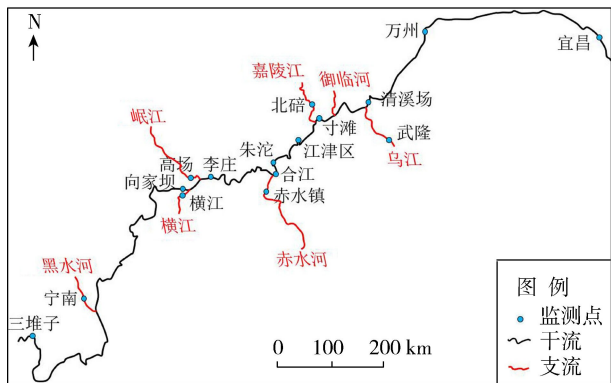 N
万州
宜昌
嘉陵江
御临河
北碚
清溪场
岷江
寸滩
武隆
朱沱
江津区
乌江
高场
李庄
合江
向家坝
横江
赤水镇
横江
赤水河
黑水河
宁南
三堆子
0 100 200 km
图 例
监测点
干流
支流